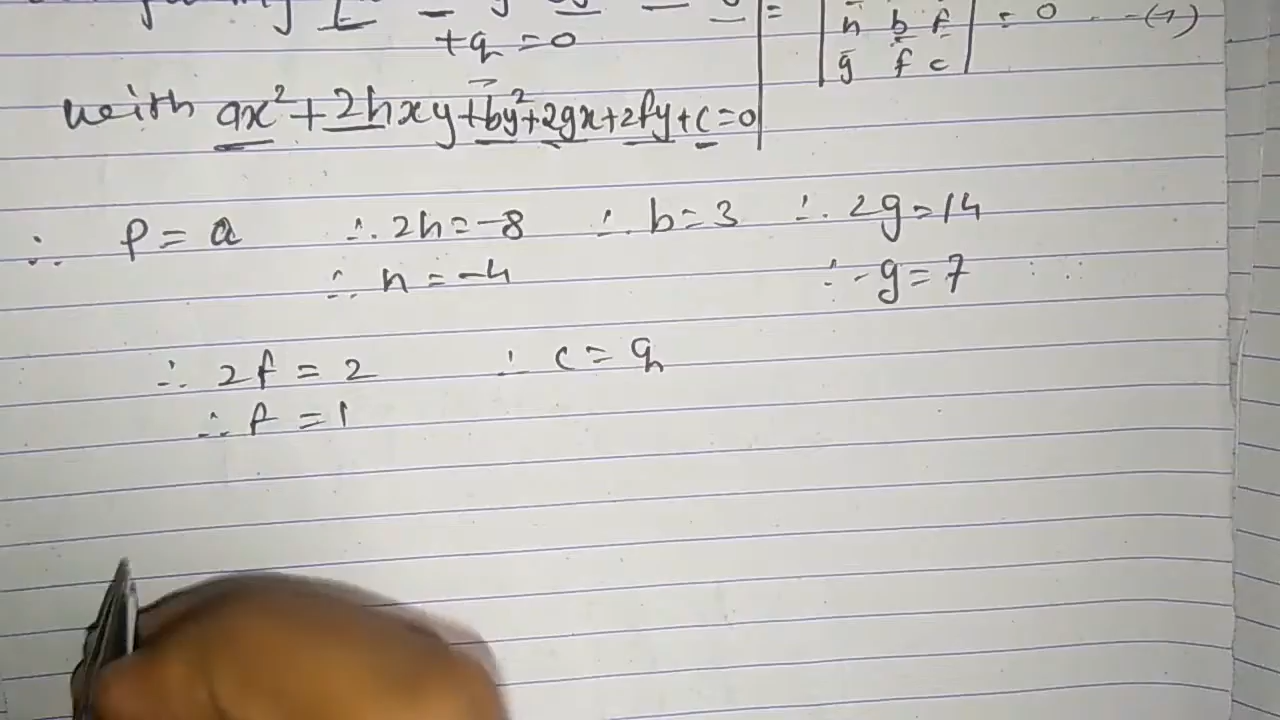 +q = 0
with ax² + 2hxy + by² + 2gx + 2fy + c = 0
= | h b f | = 0 --(1)
g f c
∴ P = a ∴ 2h = -8 ∴ b = 3 ∴ 2g = 14
∴ h = -4 ∴ g = 7
∴ 2f = 2 ∴ c = q
∴ f = 1